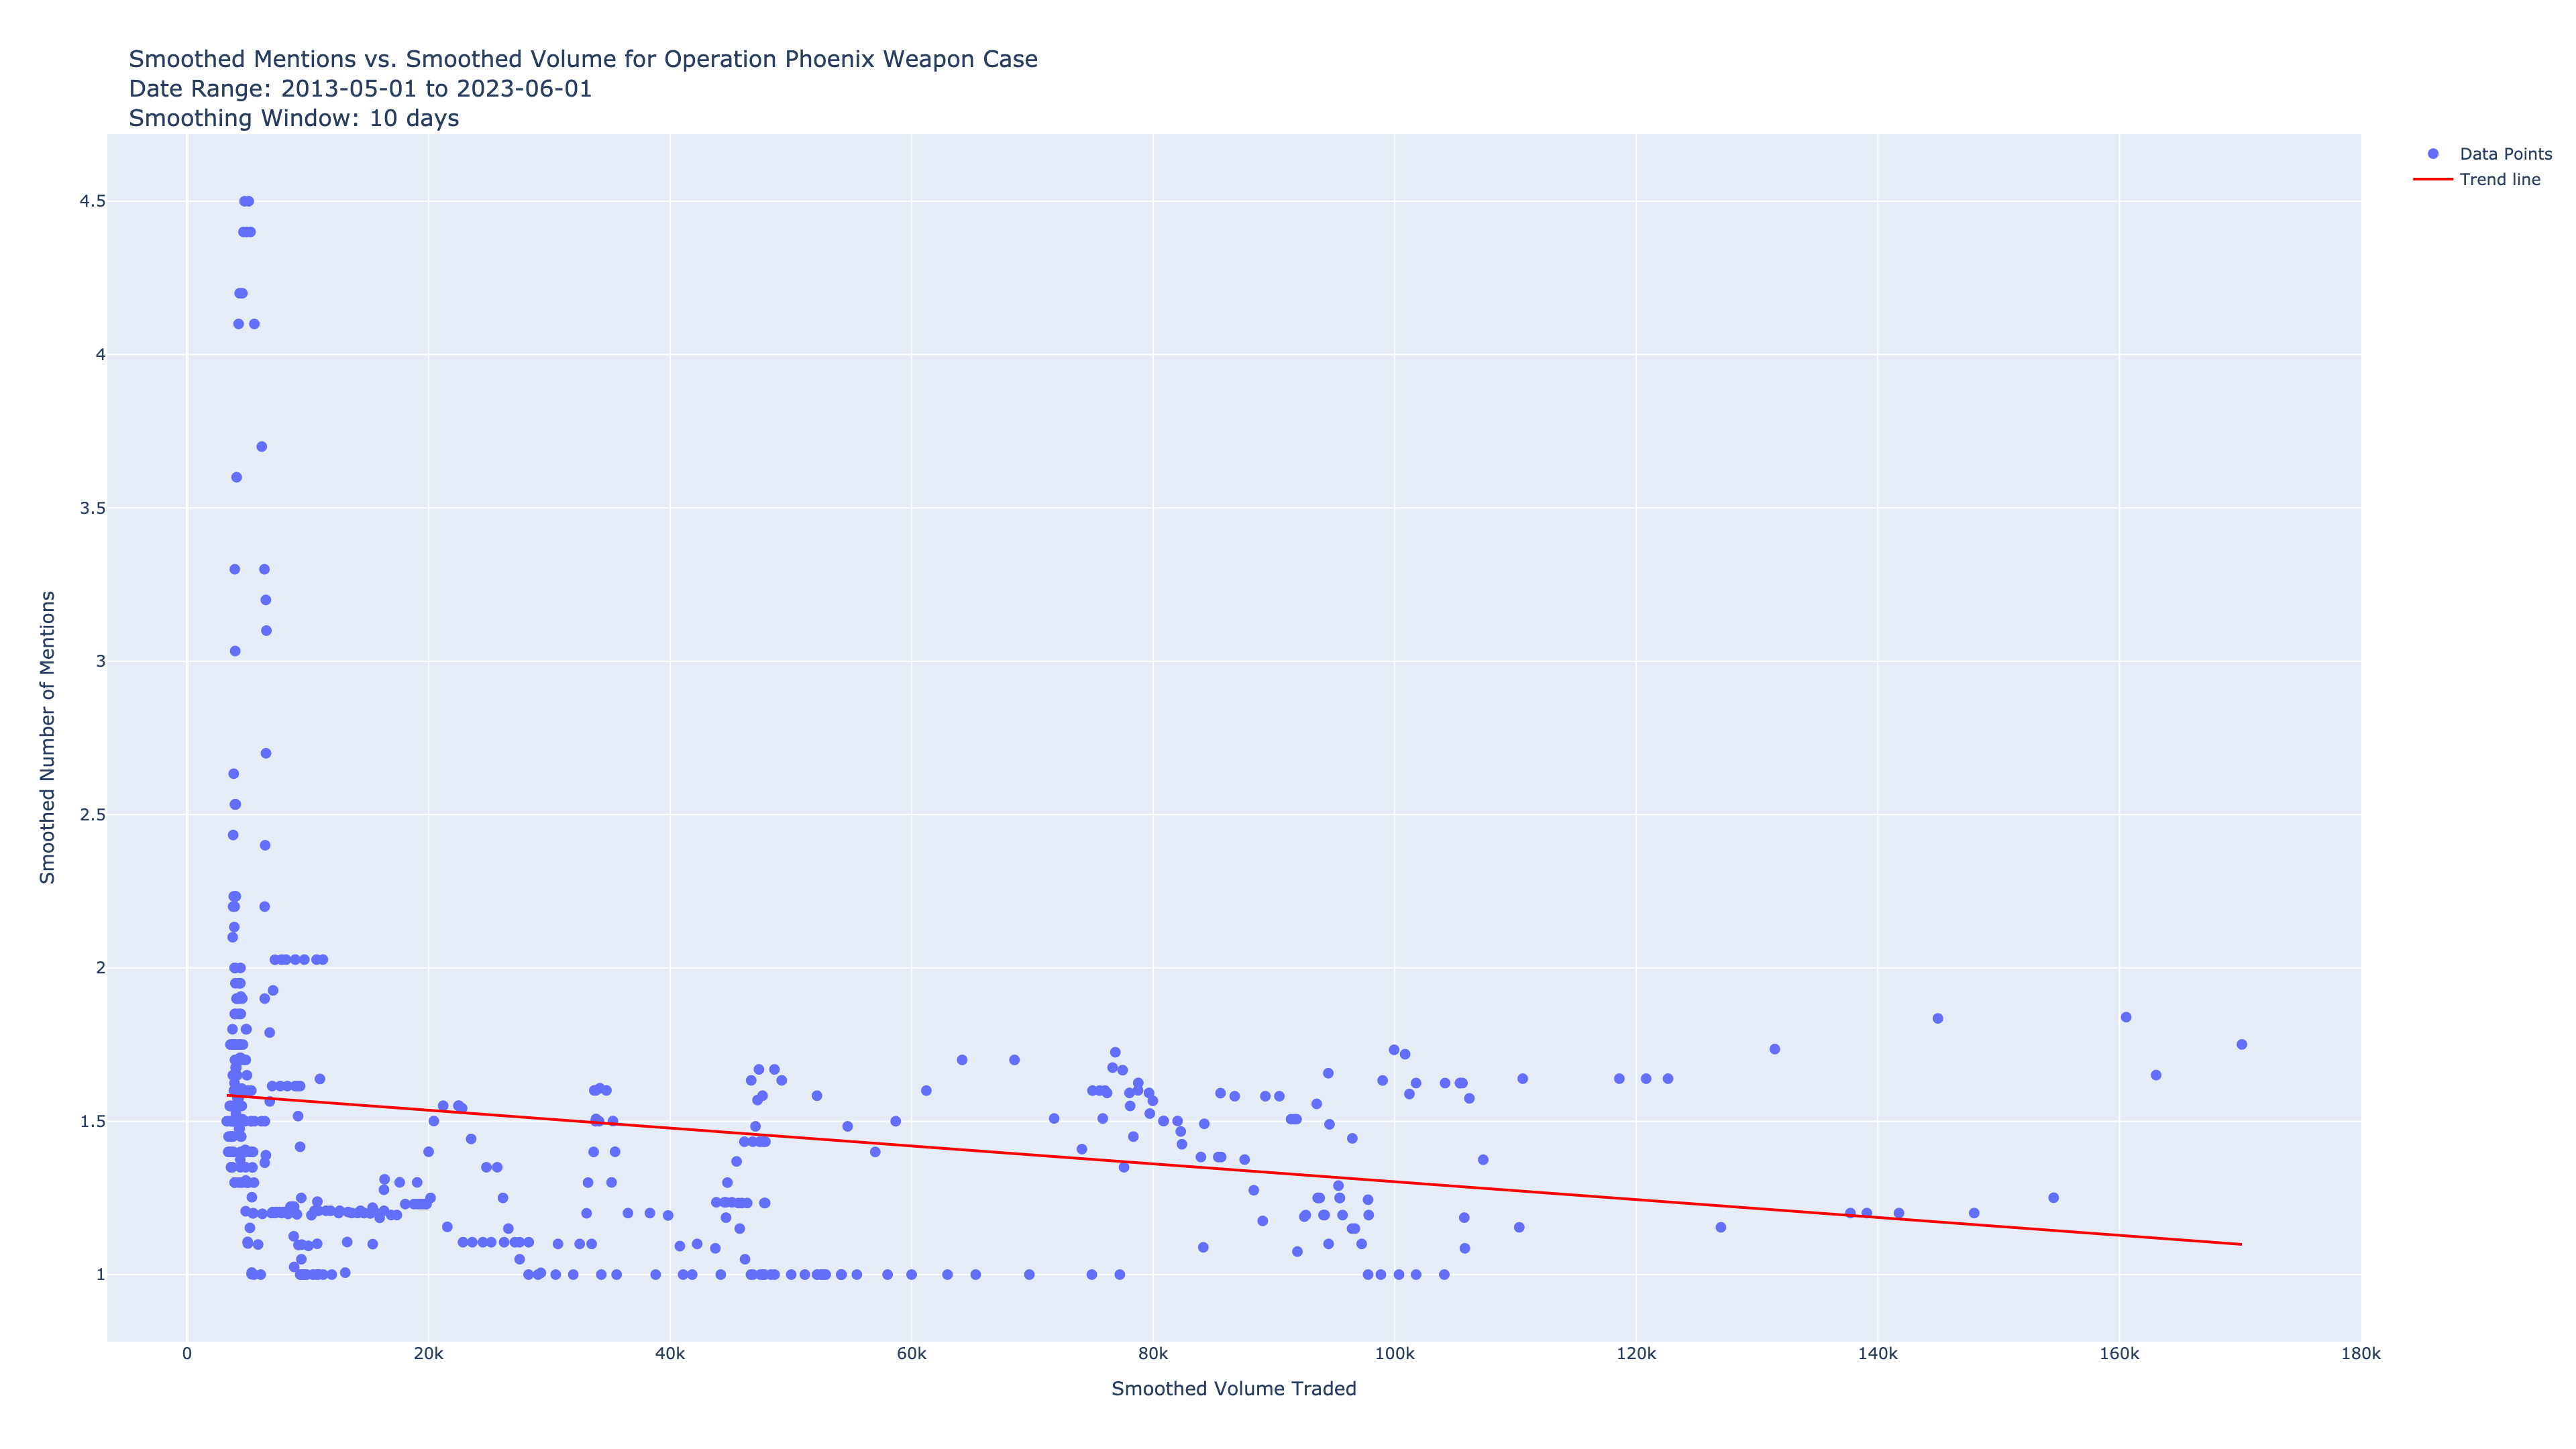 Smoothed Mentions vs. Smoothed Volume for Operation Phoenix Weapon Case
Date Range: 2013-05-01 to 2023-06-01
Smoothing Window: 10 days
Data Points
Trend line
4.5
4
3.5
3
2.5
2
1.5
1
Smoothed Number of Mentions
0
20k
40k
60k
80k
100k
120k
140k
160k
180k
Smoothed Volume Traded